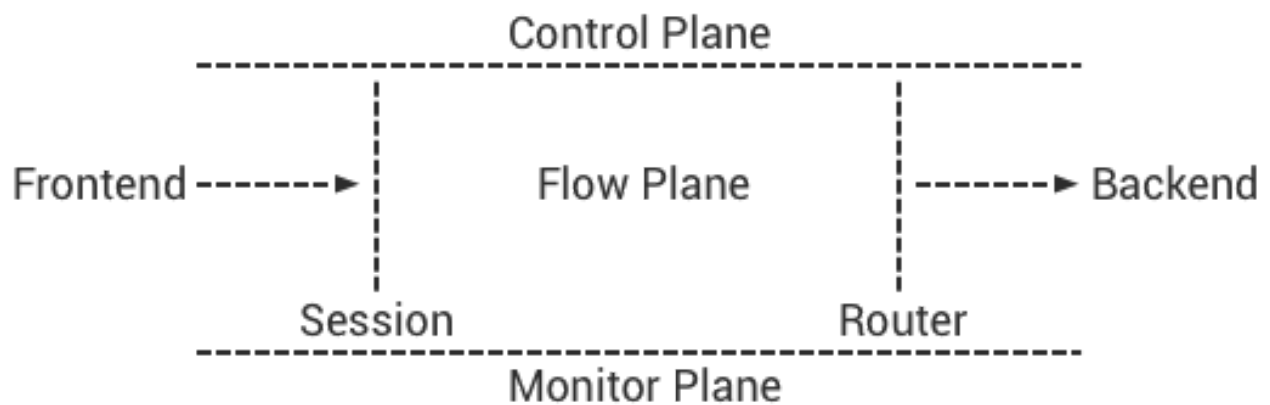 Control Plane
Frontend Flow Plane Backend
Session Router
Monitor Plane